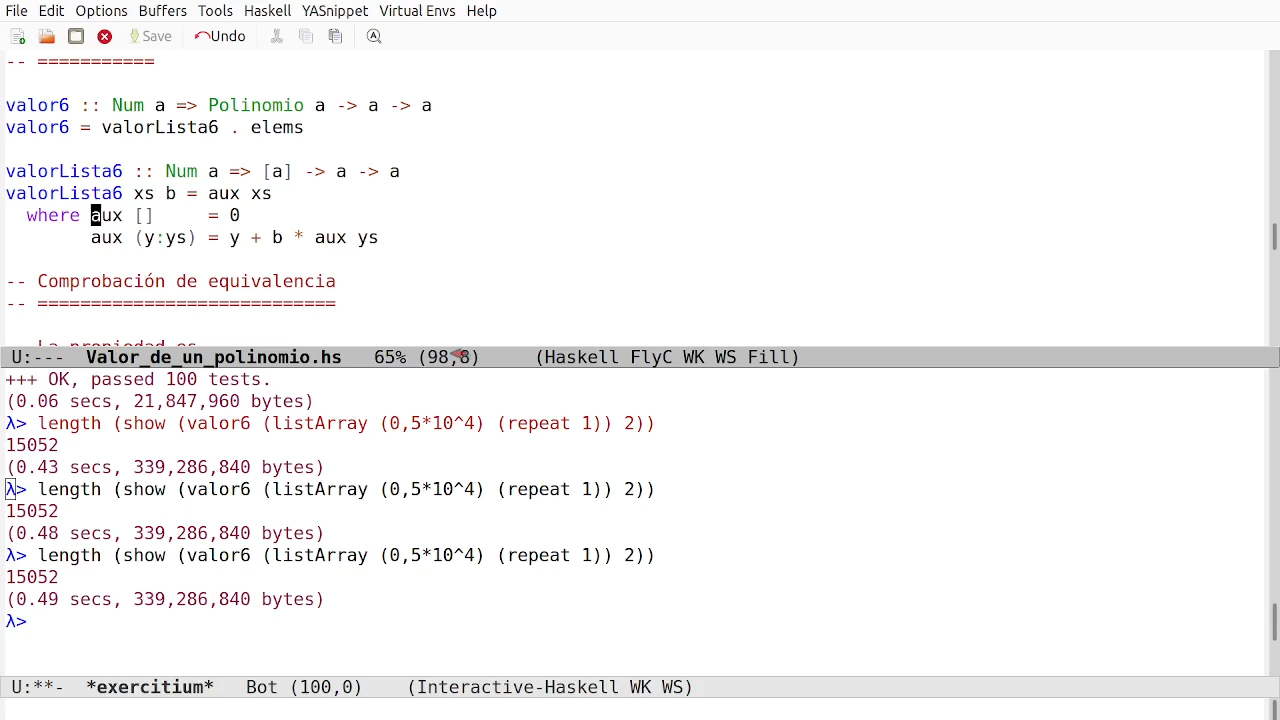 File Edit Options Buffers Tools Haskell YASnippet Virtual Envs Help
Save Undo
-- ===========
valor6 :: Num a => Polinomio a -> a -> a
valor6 = valorLista6 . elems
valorLista6 :: Num a => [a] -> a -> a
valorLista6 xs b = aux xs
  where aux []     = 0
        aux (y:ys) = y + b * aux ys
-- Comprobación de equivalencia
-- ============================
-- La propiedad es
U:--- Valor_de_un_polinomio.hs 65% (98,8) (Haskell FlyC WK WS Fill)
+++ OK, passed 100 tests.
(0.06 secs, 21,847,960 bytes)
λ> length (show (valor6 (listArray (0,5*10^4) (repeat 1)) 2))
15052
(0.43 secs, 339,286,840 bytes)
λ> length (show (valor6 (listArray (0,5*10^4) (repeat 1)) 2))
15052
(0.48 secs, 339,286,840 bytes)
λ> length (show (valor6 (listArray (0,5*10^4) (repeat 1)) 2))
15052
(0.49 secs, 339,286,840 bytes)
λ>
U:**- *exercitium* Bot (100,0) (Interactive-Haskell WK WS)